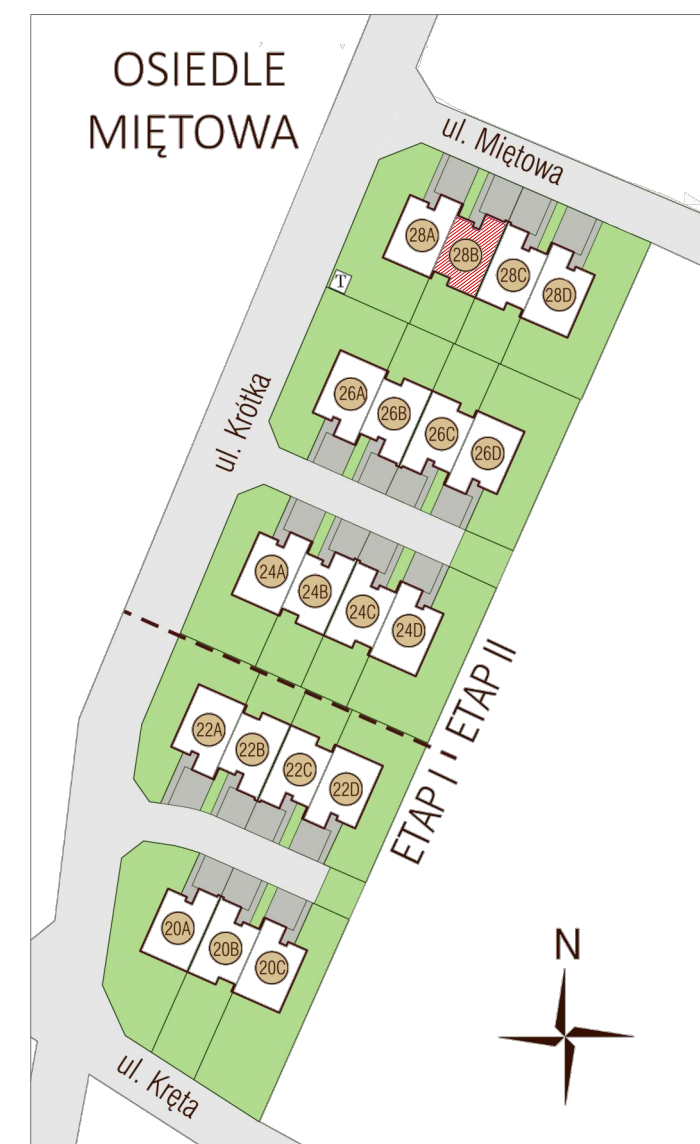 OSIEDLE
MIĘTOWA
ul. Miętowa
28A
28B
28C
28D
T
26A
26B
26C
26D
ul. Krótka
24A
24B
24C
24D
ETAP II
ETAP I
22A
22B
22C
22D
20A
20B
20C
N
ul. Kręta